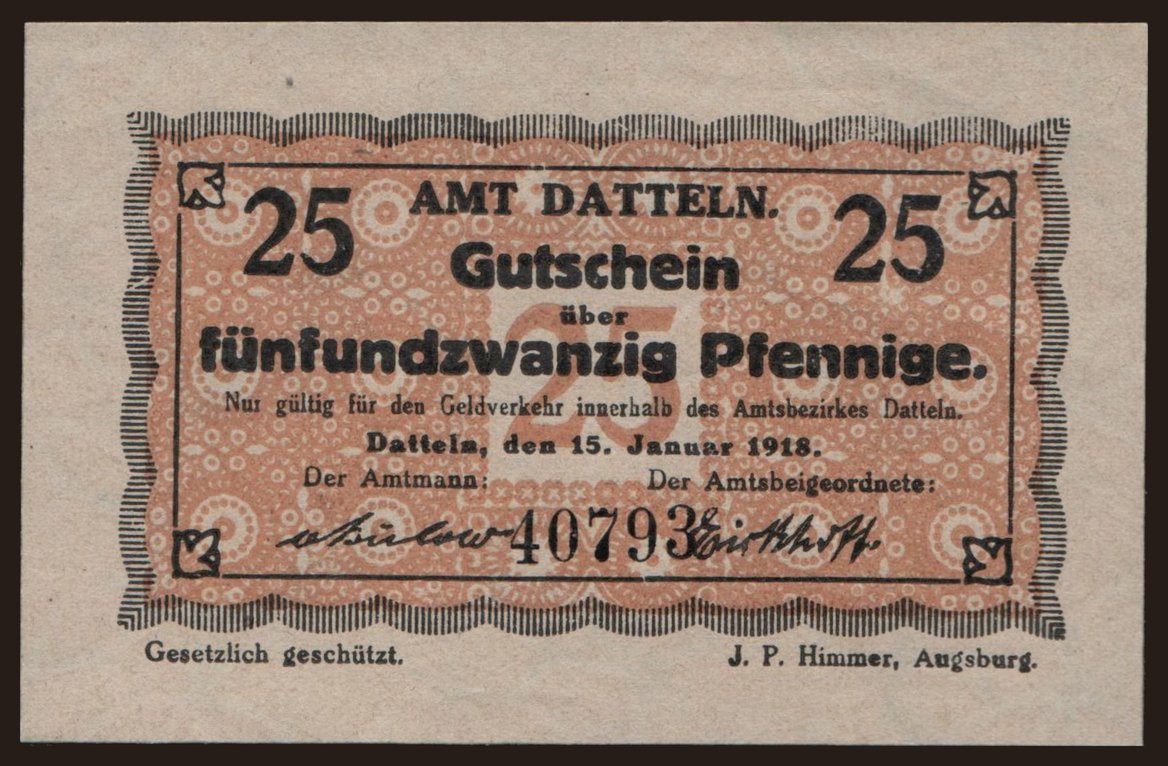 25 AMT DATTELN. 25
Gutschein
über
25
fünfundzwanzig Pfennige.
Nur gültig für den Geldverkehr innerhalb des Amtsbezirkes Datteln.
Datteln, den 15. Januar 1918.
Der Amtmann: Der Amtsbeigeordnete:
40793
Gesetzlich geschützt. J. P. Himmer, Augsburg.